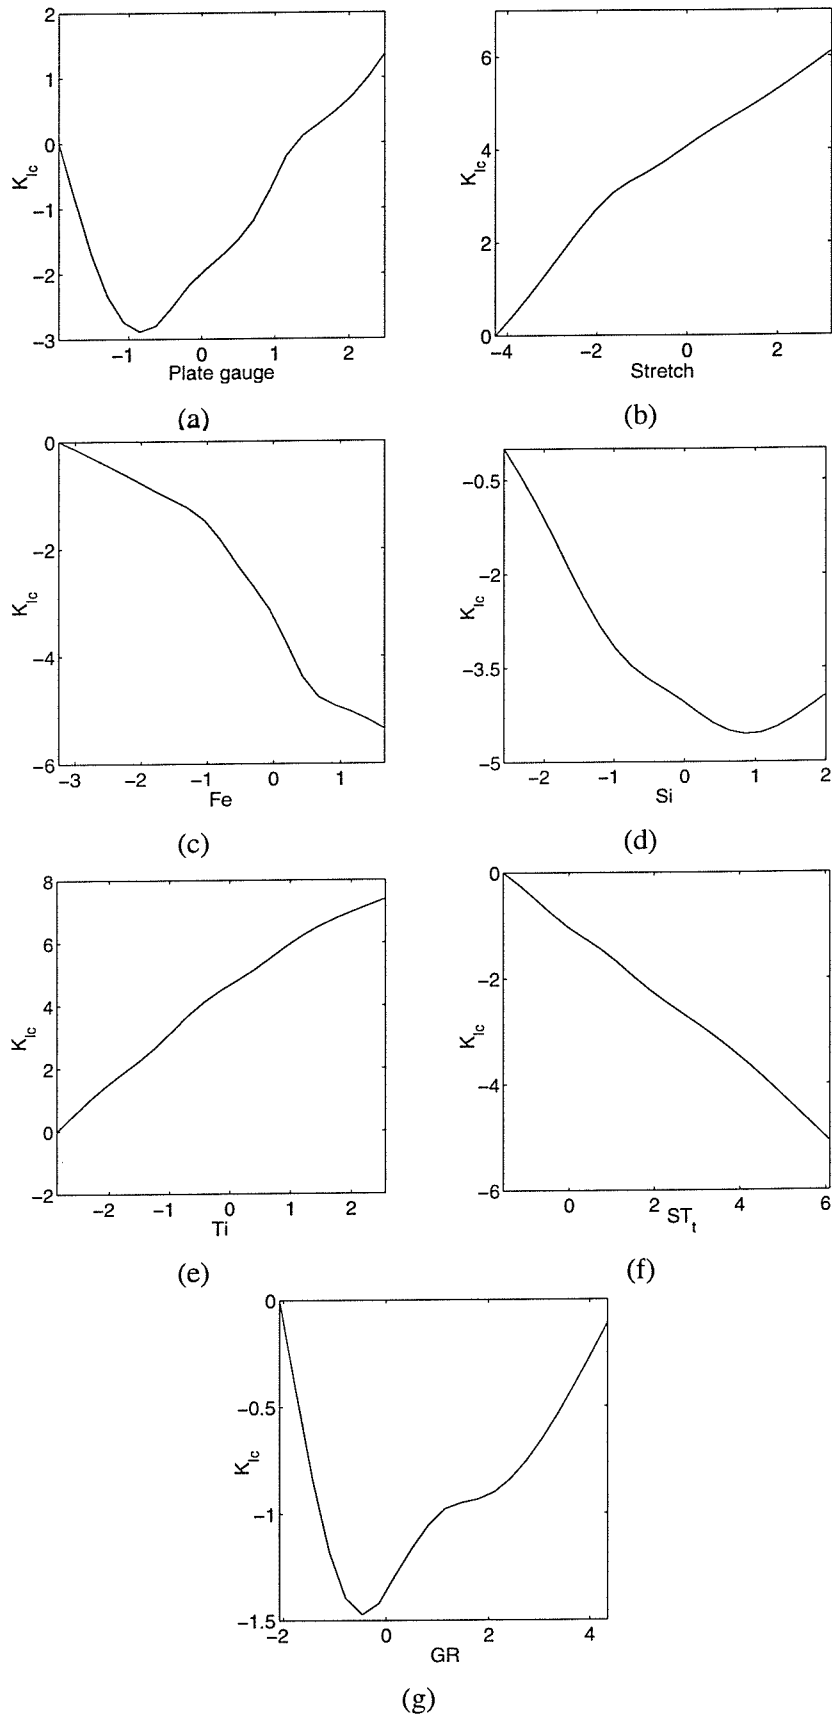 2
1
0
K_Ic
−1
−2
−3
−1 0 1 2
Plate gauge
(a)
6
4
K_Ic
2
0
−4 −2 0 2
Stretch
(b)
0
−2
K_Ic
−4
−6
−3 −2 −1 0 1
Fe
(c)
−0.5
−2
K_Ic
−3.5
−5
−2 −1 0 1 2
Si
(d)
8
6
4
K_Ic
2
0
−2
−2 −1 0 1 2
Ti
(e)
0
−2
K_Ic
−4
−6
0 2 4 6
ST_t
(f)
0
−0.5
K_Ic
−1
−1.5
−2 0 2 4
GR
(g)